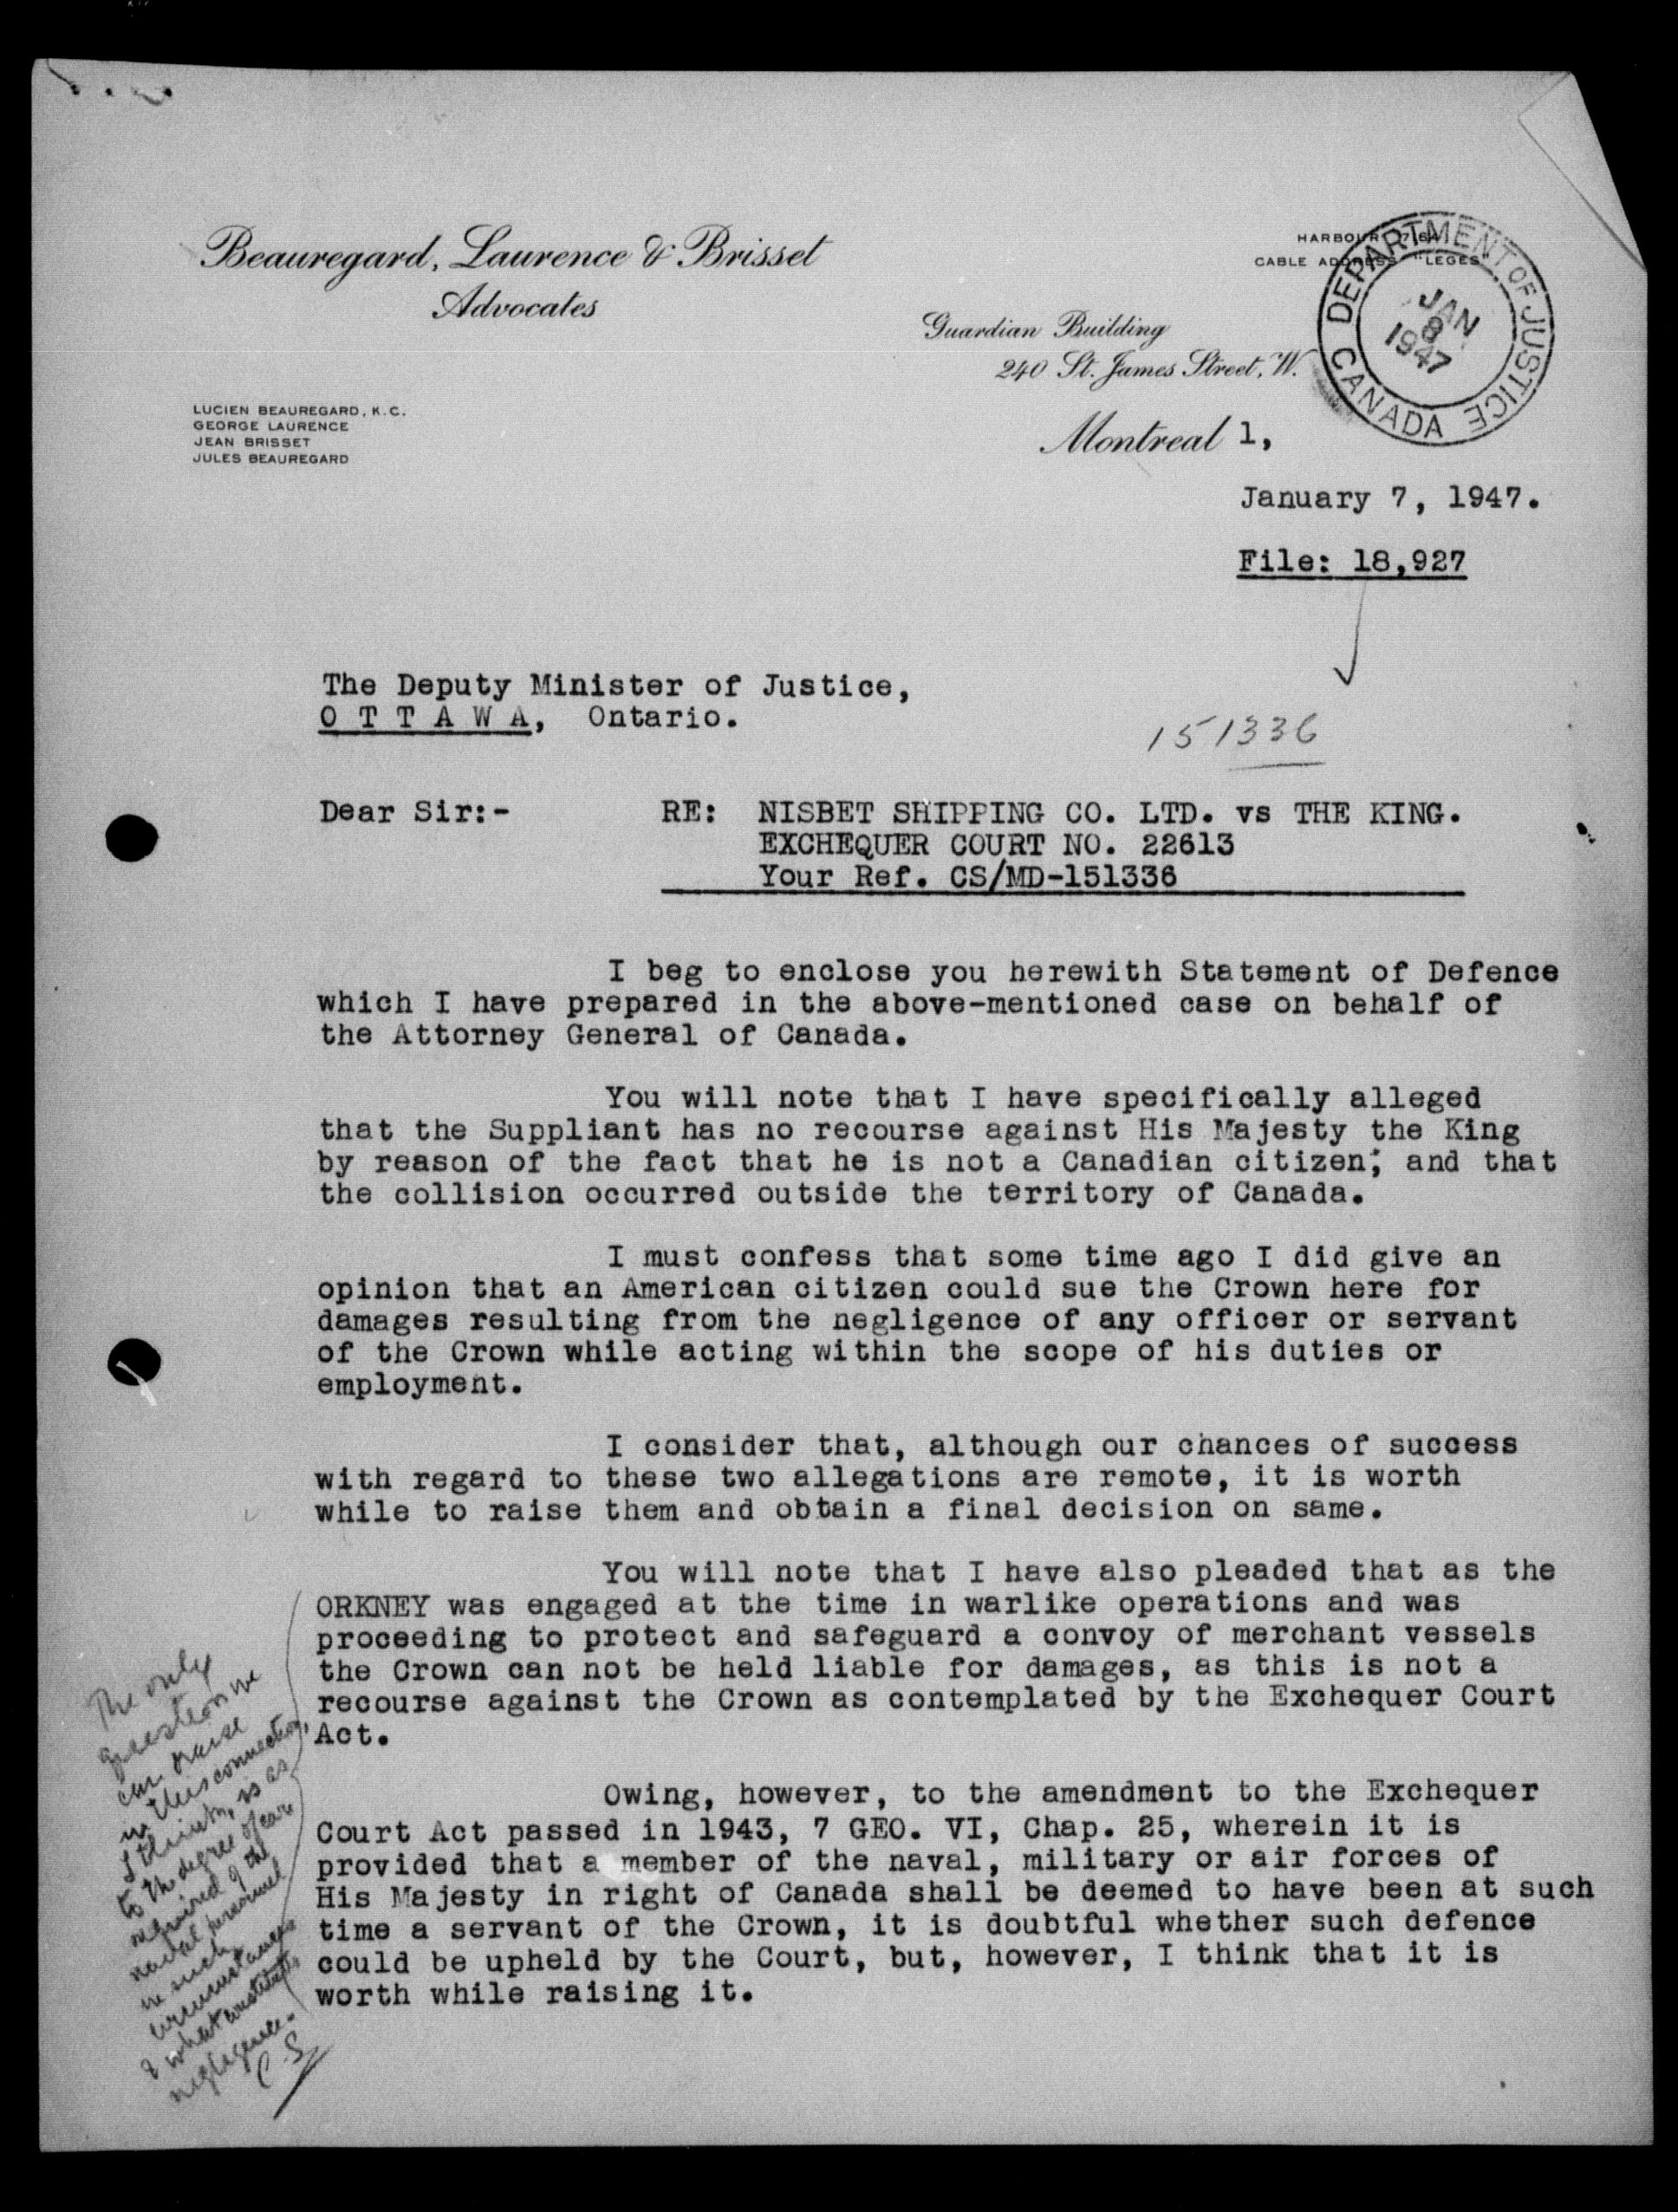 Beauregard, Laurence & Brisset
Advocates
HARBOUR
CABLE ADDRESS "LEGES"
DEPARTMENT OF JUSTICE
CANADA
JAN
8
1947
Guardian Building
240 St. James Street, W.
Montreal 1,
LUCIEN BEAUREGARD, K.C.
GEORGE LAURENCE
JEAN BRISSET
JULES BEAUREGARD
January 7, 1947.
File: 18,927
The Deputy Minister of Justice,
O T T A W A, Ontario.
151336
Dear Sir:- RE: NISBET SHIPPING CO. LTD. vs THE KING.
EXCHEQUER COURT NO. 22613
Your Ref. CS/MD-151336
I beg to enclose you herewith Statement of Defence
which I have prepared in the above-mentioned case on behalf of
the Attorney General of Canada.
You will note that I have specifically alleged
that the Suppliant has no recourse against His Majesty the King
by reason of the fact that he is not a Canadian citizen; and that
the collision occurred outside the territory of Canada.
I must confess that some time ago I did give an
opinion that an American citizen could sue the Crown here for
damages resulting from the negligence of any officer or servant
of the Crown while acting within the scope of his duties or
employment.
I consider that, although our chances of success
with regard to these two allegations are remote, it is worth
while to raise them and obtain a final decision on same.
You will note that I have also pleaded that as the
ORKNEY was engaged at the time in warlike operations and was
proceeding to protect and safeguard a convoy of merchant vessels
the Crown can not be held liable for damages, as this is not a
recourse against the Crown as contemplated by the Exchequer Court
Act.
Owing, however, to the amendment to the Exchequer
Court Act passed in 1943, 7 GEO. VI, Chap. 25, wherein it is
provided that a member of the naval, military or air forces of
His Majesty in right of Canada shall be deemed to have been at such
time a servant of the Crown, it is doubtful whether such defence
could be upheld by the Court, but, however, I think that it is
worth while raising it.
The only
question we
can raise
in this connection,
I think, is as
to the degree of care
required of the
naval personnel
in such
circumstances
& what constitutes
negligence.
CS